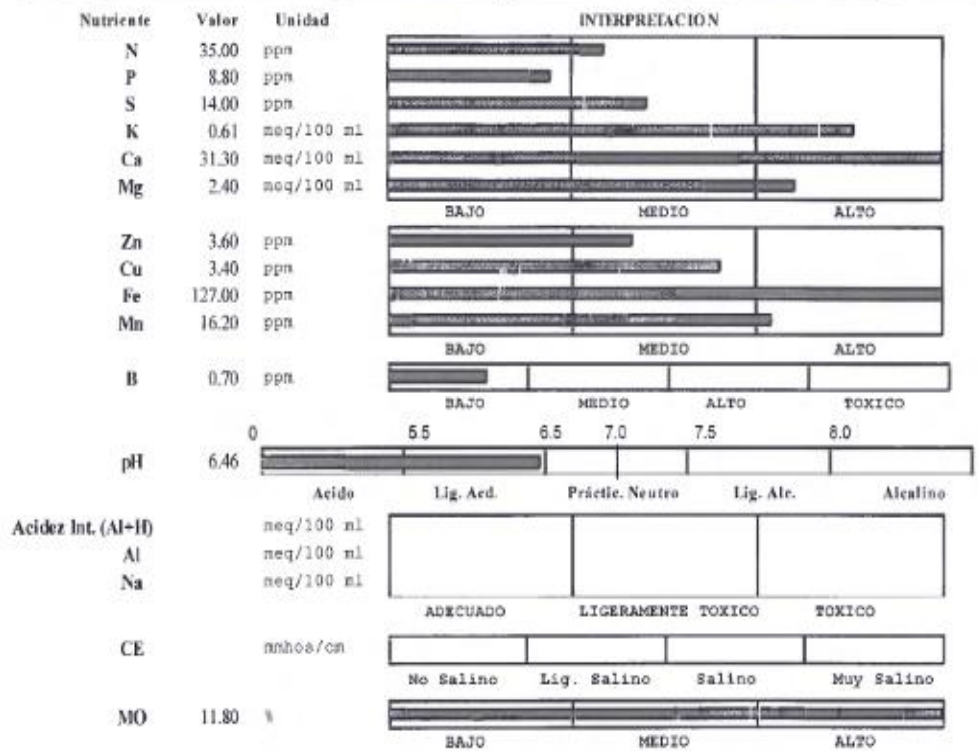 Nutriente Valor Unidad INTERPRETACION
N 35.00 ppm
P 8.80 ppm
S 14.00 ppm
K 0.61 meq/100 ml
Ca 31.30 meq/100 ml
Mg 2.40 meq/100 ml
BAJO MEDIO ALTO
Zn 3.60 ppm
Cu 3.40 ppm
Fe 127.00 ppm
Mn 16.20 ppm
BAJO MEDIO ALTO
B 0.70 ppm
BAJO MEDIO ALTO TOXICO
0 5.5 6.5 7.0 7.5 8.0
pH 6.46
Acido Lig. Acd. Práctic. Neutro Lig. Alc. Alcalino
Acidez Int. (Al+H) meq/100 ml
Al meq/100 ml
Na meq/100 ml
ADECUADO LIGERAMENTE TOXICO TOXICO
CE mmhos/cm
No Salino Lig. Salino Salino Muy Salino
MO 11.80 %
BAJO MEDIO ALTO